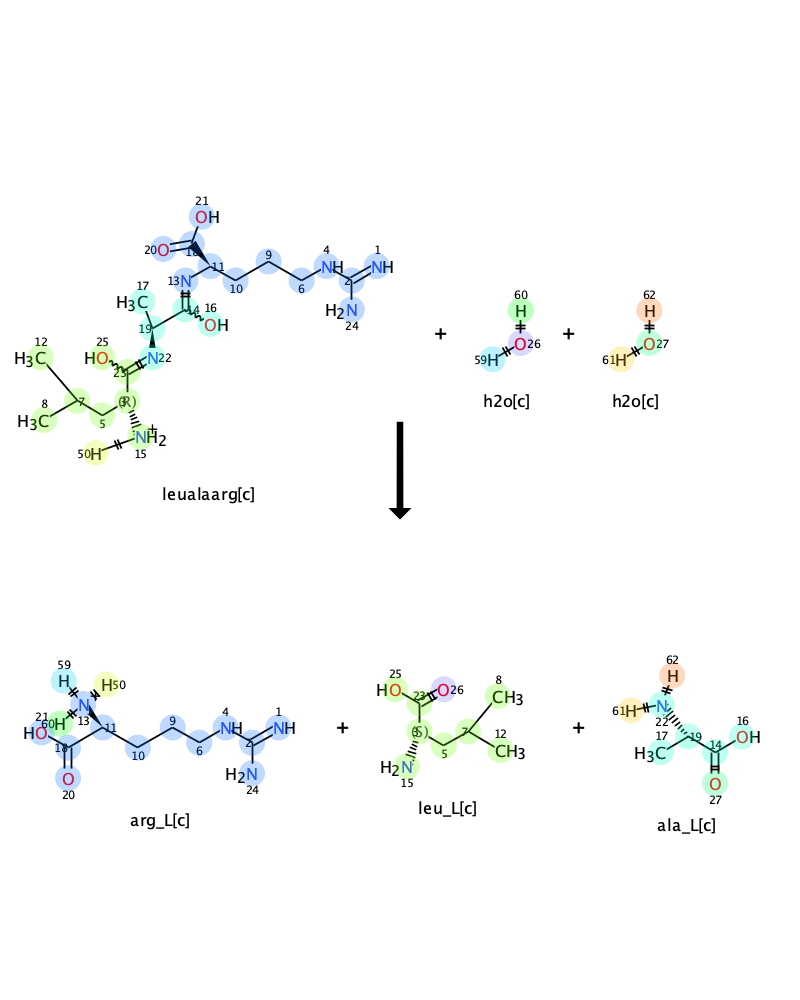 21
OH
20 O 18 11 9 4 1
13 N NH 2 NH
17 10 6
H₃C 14 16 H₂N
OH 24
19
12 25
H₃C HO N 22
23
8 7 (R)
H₃C 5 NH₂ +
50H 15
leualaarg[c]
+
60
H
59 H O 26
h2o[c]
+
62
H
61 H O 27
h2o[c]
59 H H 50
21 60 H N 13
HO 18 11 9 4 1
NH NH
O 10 6 2
20 H₂N
24
arg_L[c]
+
25 8
HO 23 O 26 CH₃
(S) 7 12
5 CH₃
H₂N
15
leu_L[c]
+
62
H
61 H N
22 16
17 19 14 OH
H₃C
O
27
ala_L[c]